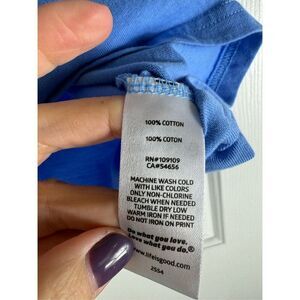 100% COTTON
100% COTON
RN#109109
CA#54656
MACHINE WASH COLD
WITH LIKE COLORS
ONLY NON-CHLORINE
BLEACH WHEN NEEDED
TUMBLE DRY LOW
WARM IRON IF NEEDED
DO NOT IRON ON PRINT
Do what you love.
Love what you do.®
www.lifeisgood.com
2554